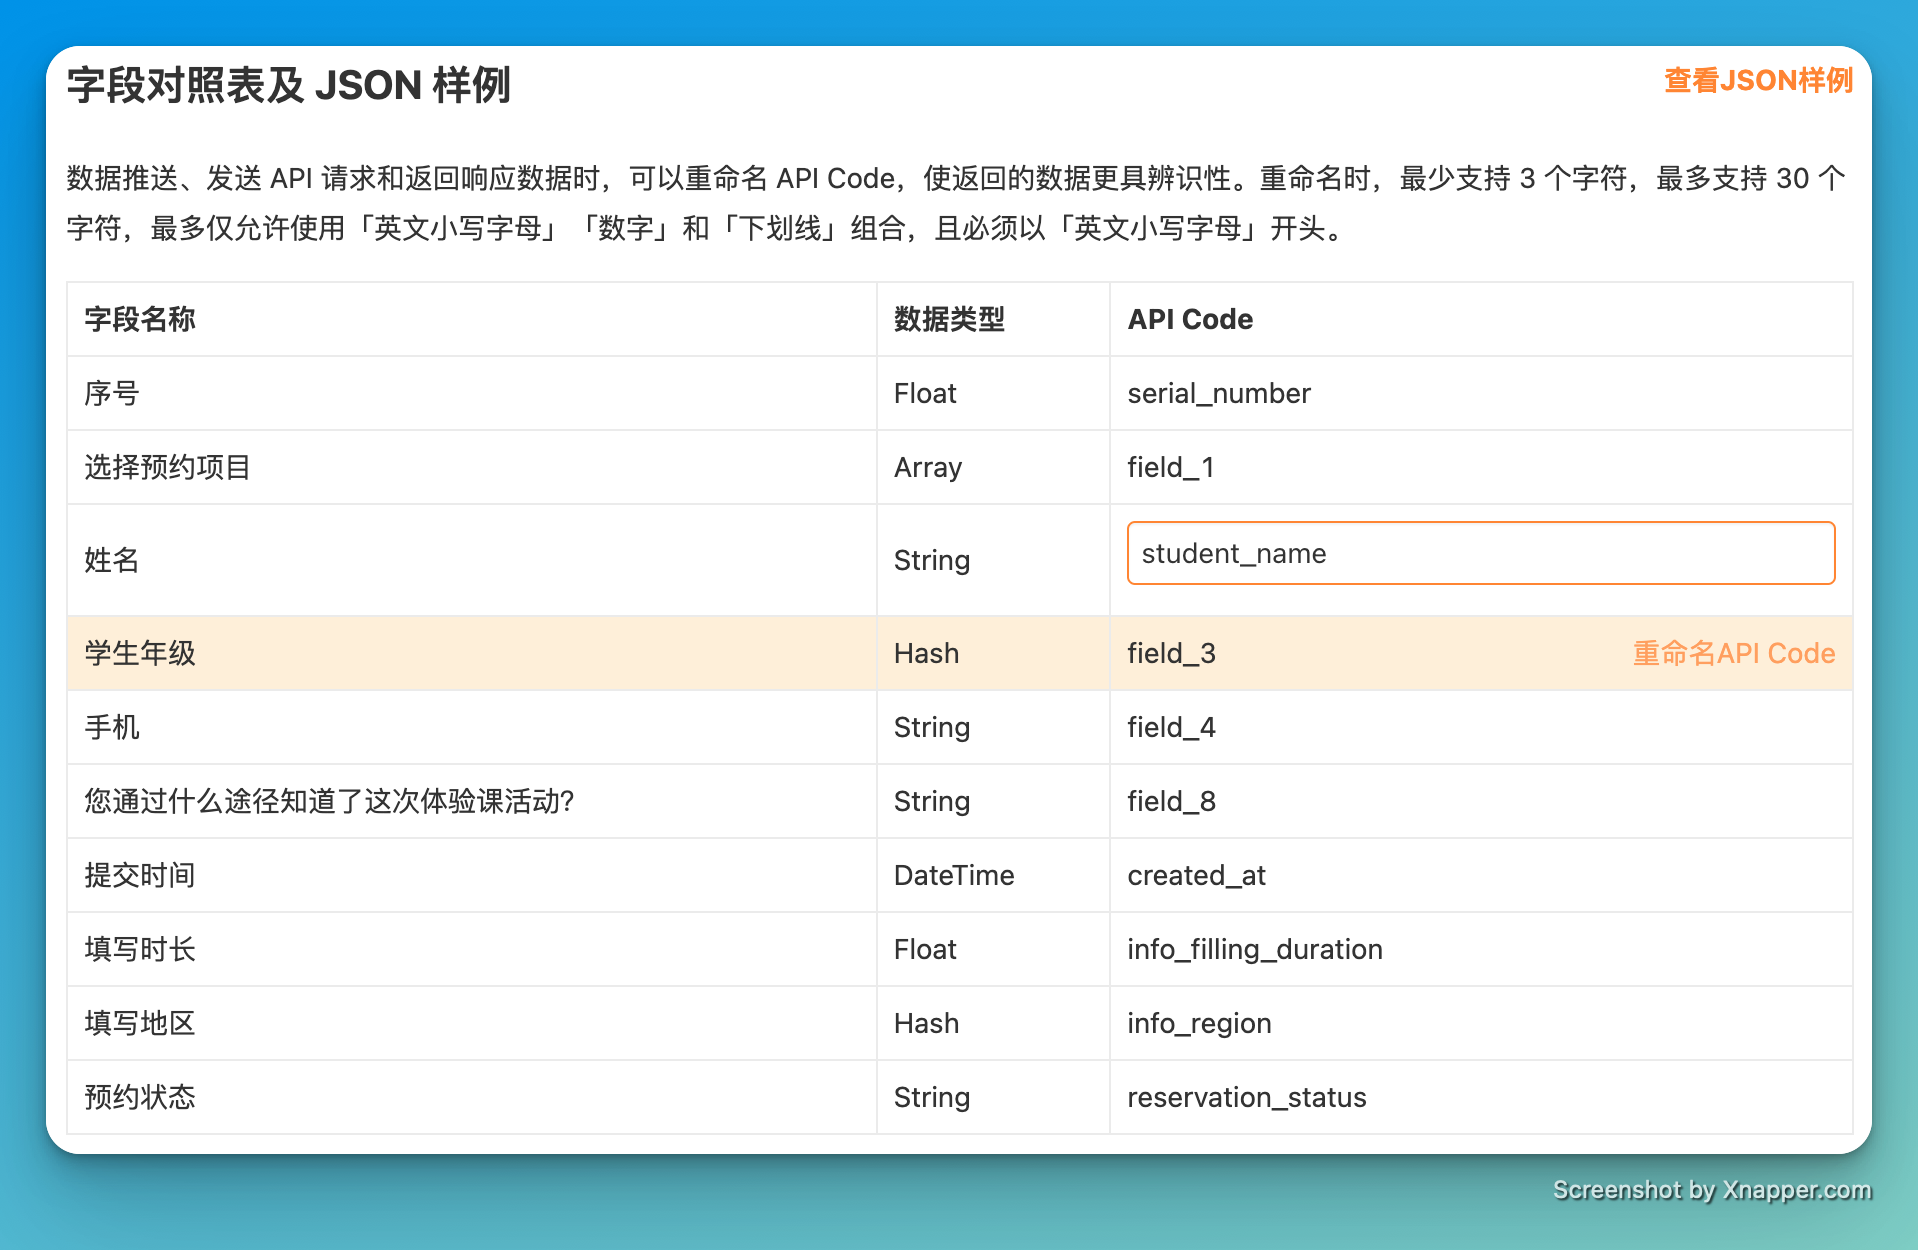 字段对照表及 JSON 样例
查看JSON样例
数据推送、发送 API 请求和返回响应数据时，可以重命名 API Code，使返回的数据更具辨识性。重命名时，最少支持 3 个字符，最多支持 30 个
字符，最多仅允许使用「英文小写字母」「数字」和「下划线」组合，且必须以「英文小写字母」开头。
字段名称 数据类型 API Code
序号 Float serial_number
选择预约项目 Array field_1
姓名 String student_name
学生年级 Hash field_3 重命名API Code
手机 String field_4
您通过什么途径知道了这次体验课活动? String field_8
提交时间 DateTime created_at
填写时长 Float info_filling_duration
填写地区 Hash info_region
预约状态 String reservation_status
Screenshot by Xnapper.com